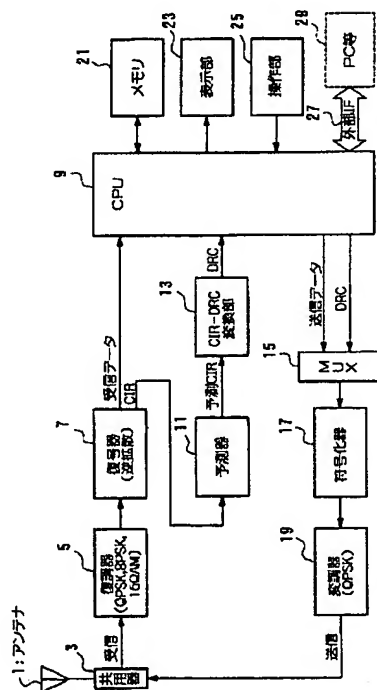 1:アンテナ
3
共用器
受信
送信
5
復調器
(QPSK,8PSK,
16QAM)
7
復号器
(逆拡散)
受信データ
CIR
11
予測器
予測CIR
13
CIR-DRC
変換部
DRC
9
CPU
21
メモリ
23
表示部
25
操作部
27
外部I/F
28
PC等
送信データ
DRC
15
MUX
17
符号化器
19
変調器
(QPSK)